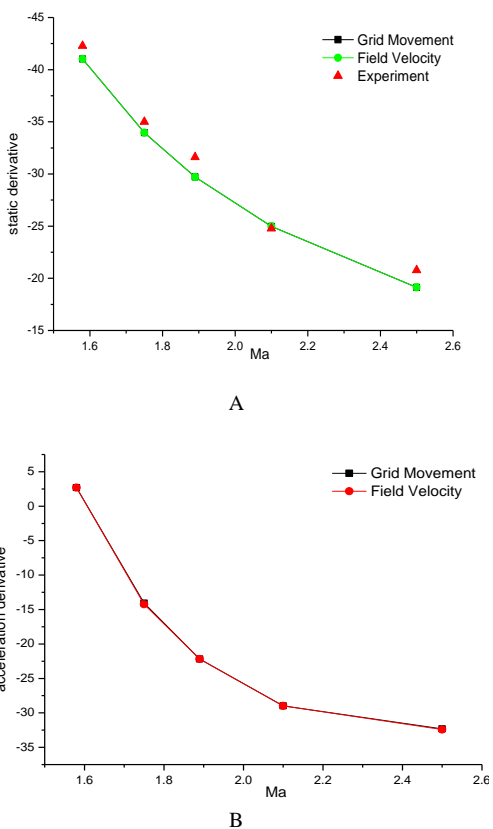 -45
-40
-35
-30
-25
-20
-15
static derivative
Grid Movement
Field Velocity
Experiment
1.6 1.8 2.0 2.2 2.4 2.6
Ma
A
5
0
-5
-10
-15
-20
-25
-30
-35
acceleration derivative
Grid Movement
Field Velocity
1.6 1.8 2.0 2.2 2.4 2.6
Ma
B